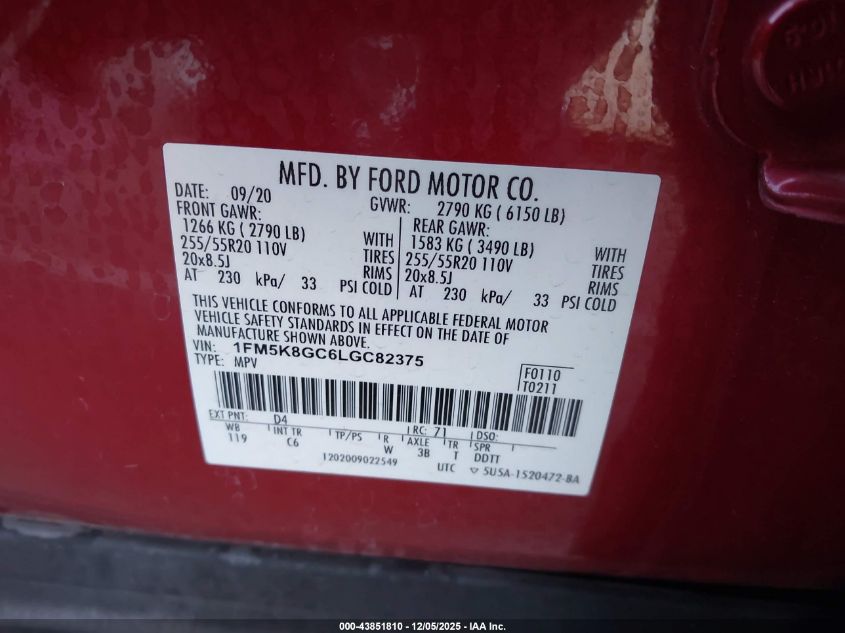 MFD. BY FORD MOTOR CO.
DATE: 09/20 GVWR: 2790 KG ( 6150 LB)
FRONT GAWR: REAR GAWR:
1266 KG ( 2790 LB) WITH 1583 KG ( 3490 LB) WITH
255/55R20 110V TIRES 255/55R20 110V TIRES
20x8.5J RIMS 20x8.5J RIMS
AT 230 kPa/ 33 PSI COLD AT 230 kPa/ 33 PSI COLD
THIS VEHICLE CONFORMS TO ALL APPLICABLE FEDERAL MOTOR
VEHICLE SAFETY STANDARDS IN EFFECT ON THE DATE OF
MANUFACTURE SHOWN ABOVE.
VIN: 1FM5K8GC6LGC82375
TYPE: MPV
F0110
T0211
EXT PNT: D4 RC: 71 DSO:
WB INT TR TP/PS R AXLE TR SPR
119 C6 W 3B T DDTT
1202009022549 UTC ▽ 5U5A-1520472-BA
000-43851810 - 12/05/2025 - IAA Inc.